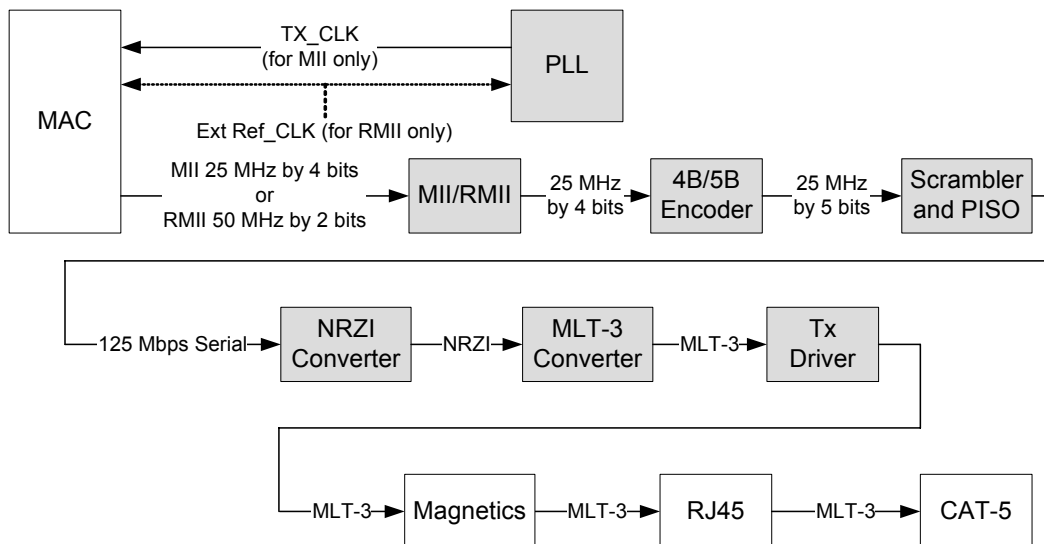 TX_CLK
(for MII only)
PLL
MAC
Ext Ref_CLK (for RMII only)
MII 25 MHz by 4 bits
or
RMII 50 MHz by 2 bits
MII/RMII
25 MHz
by 4 bits
4B/5B
Encoder
25 MHz
by 5 bits
Scrambler
and PISO
125 Mbps Serial
NRZI
Converter
NRZI
MLT-3
Converter
MLT-3
Tx
Driver
MLT-3
Magnetics
MLT-3
RJ45
MLT-3
CAT-5